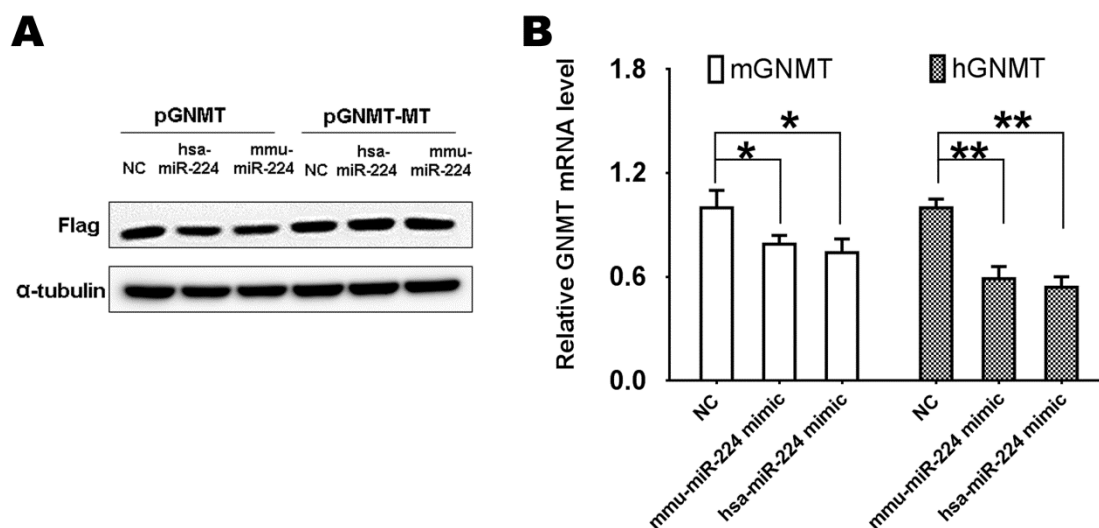 A
pGNMT
pGNMT-MT
NC
hsa-
miR-224
mmu-
miR-224
NC
hsa-
miR-224
mmu-
miR-224
Flag
α-tubulin
B
mGNMT
hGNMT
Relative GNMT mRNA level
1.8
1.2
0.6
0.0
*
*
**
**
NC
mmu-miR-224 mimic
hsa-miR-224 mimic
NC
mmu-miR-224 mimic
hsa-miR-224 mimic